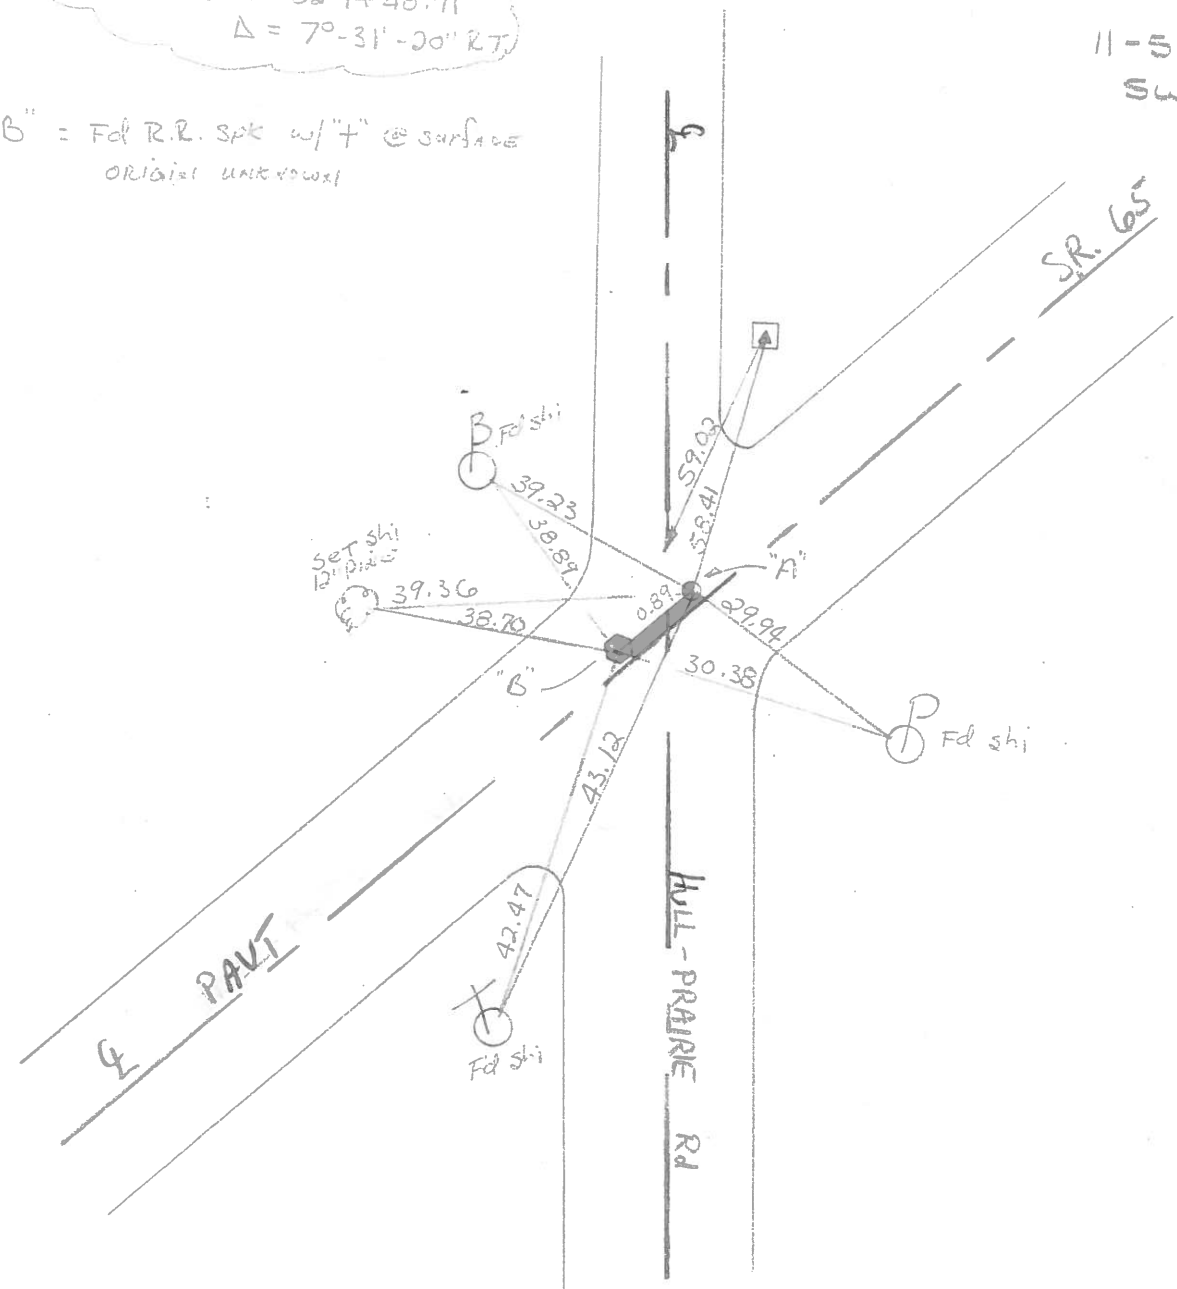 Δ = 7°-31'-20" RT
11-5
B" = Fd R.R. Spk w/"+" @ surface
ORIGIN UNKNOWN
℄
S.R. 65
B Fd shi
59.02
39.23
58.41
38.89
Set shi
12"
39.36
38.70
0.89
"A"
29.94
"B"
30.38
P
Fd shi
43.12
42.47
T
Fd shi
HULL-PRAIRIE Rd
PAVT
℄